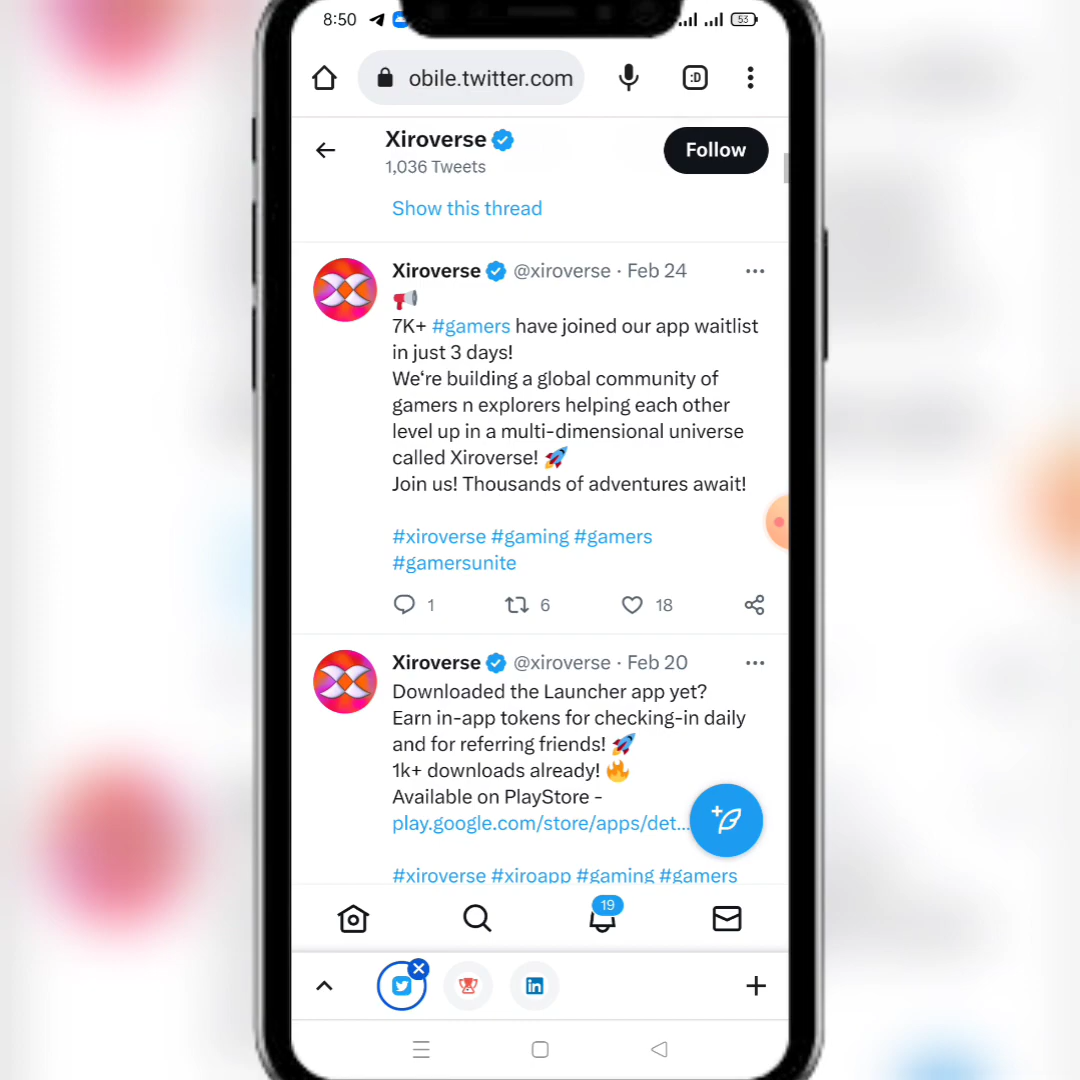 8:50
53
obile.twitter.com
:D
Xiroverse
1,036 Tweets
Follow
Show this thread
Xiroverse @xiroverse · Feb 24
📢
7K+ #gamers have joined our app waitlist
in just 3 days!
We‘re building a global community of
gamers n explorers helping each other
level up in a multi-dimensional universe
called Xiroverse! 🚀
Join us! Thousands of adventures await!
#xiroverse #gaming #gamers
#gamersunite
1 6 18
Xiroverse @xiroverse · Feb 20
Downloaded the Launcher app yet?
Earn in-app tokens for checking-in daily
and for referring friends! 🚀
1k+ downloads already! 🔥
Available on PlayStore -
play.google.com/store/apps/det...
#xiroverse #xiroapp #gaming #gamers
19
in